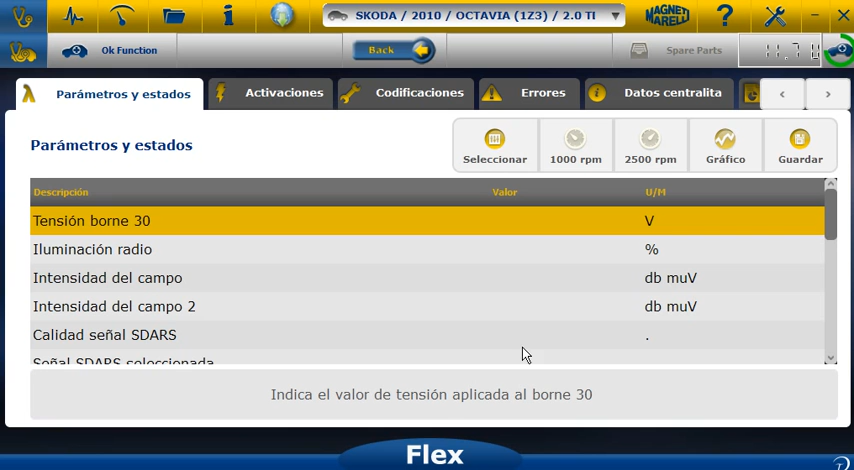 SKODA / 2010 / OCTAVIA (1Z3) / 2.0 TI
MAGNETI
MARELLI
?
Ok Function
Back
Spare Parts
Parámetros y estados
Activaciones
Codificaciones
Errores
Datos centralita
Parámetros y estados
Seleccionar
1000 rpm
2500 rpm
Gráfico
Guardar
Descripción Valor U/M
Tensión borne 30 V
Iluminación radio %
Intensidad del campo db muV
Intensidad del campo 2 db muV
Calidad señal SDARS .
Señal SDARS seleccionada
Indica el valor de tensión aplicada al borne 30
Flex